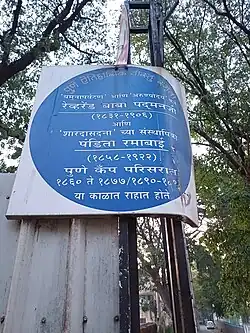 'यमुनापर्यटन' आणि 'अरुणोदय'
रेव्हरंड बाबा पदमनजी
(१८३१-१९०६)
आणि
'शारदासदना' च्या संस्थापिका
पंडिता रमाबाई
(१८५८-१९२२)
पुणे कॅंप परिसरात
१८६० ते १८७७/१८९०-
या काळात राहात होते